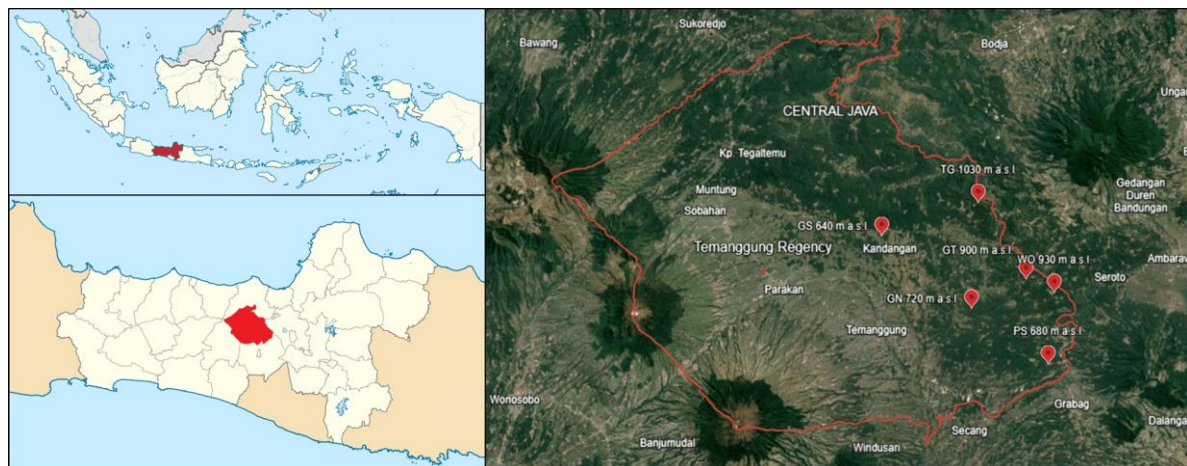 Sukoredjo
Bawang
Bodja
Ungar
CENTRAL JAVA
Kp. Tegaltemu
TG 1030 m a s l
Muntung
Gedangan
Duren
Bandungan
Sobahan
GS 640 m a s l
Temanggung Regency
Kandangan
GT 900 m a s l
WO 930 m a s l
Seroto
Ambaraw
Parakan
GN 720 m a s l
Temanggung
PS 680 m a s l
Wonosobo
Grabag
Secang
Dalanga
Banjumudal
Windusari